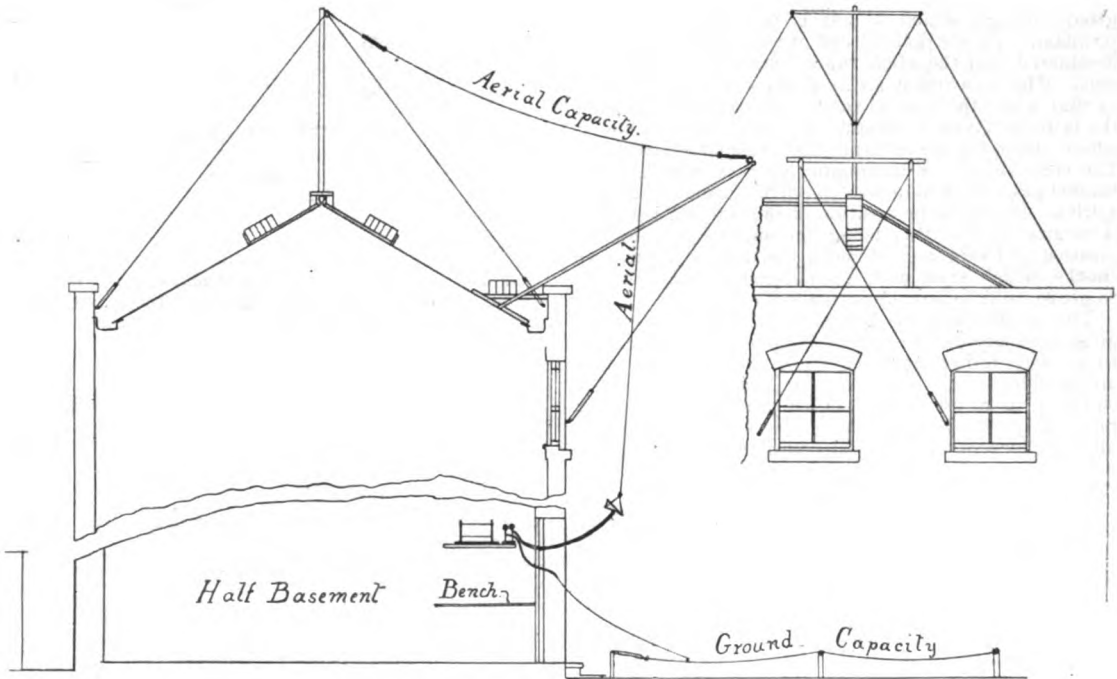 Aerial Capacity.
Aerial.
Half Basement
Bench
Ground Capacity